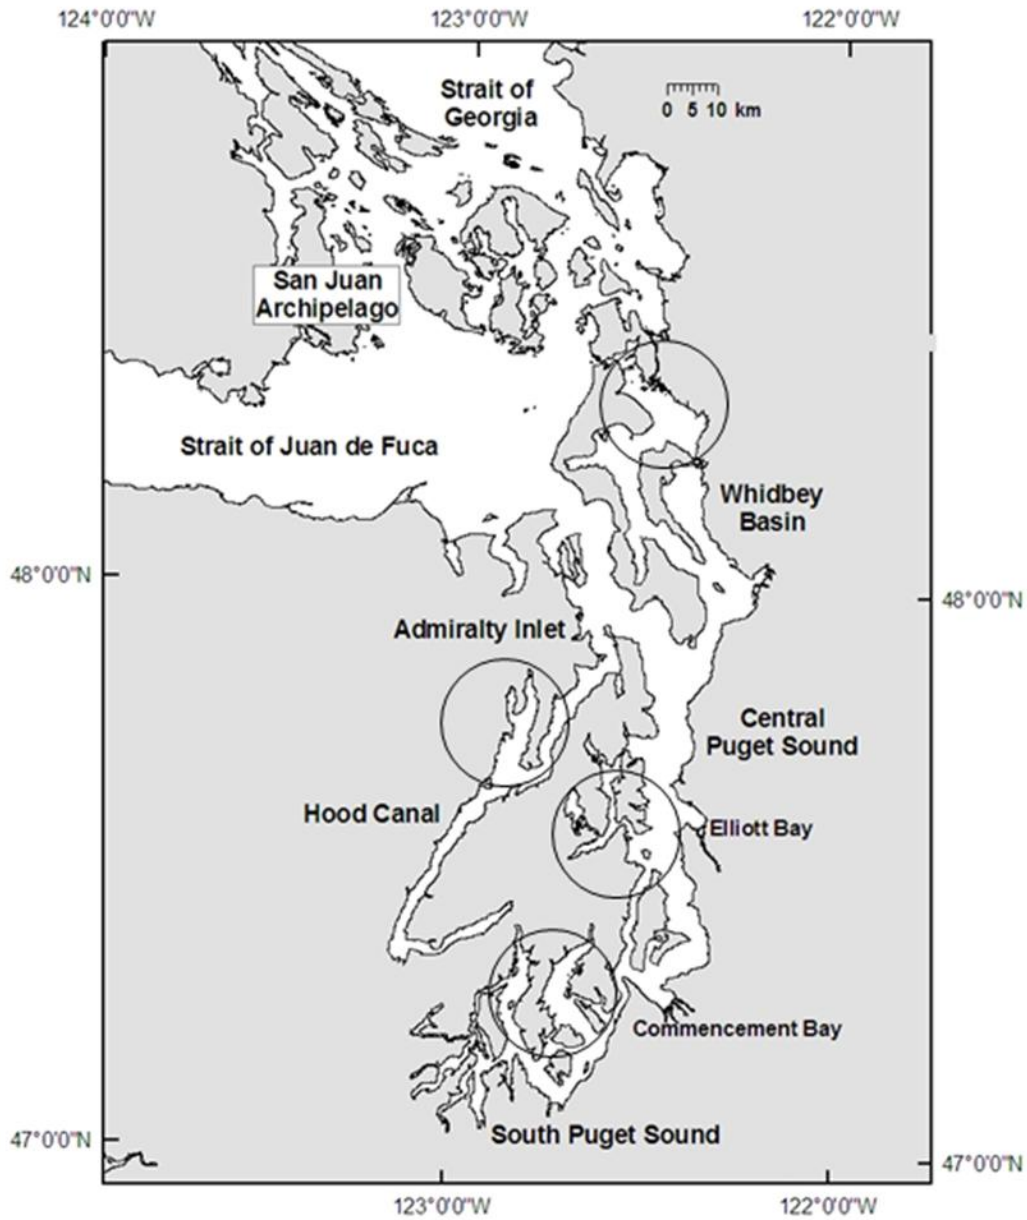 124°0'0"W
123°0'0"W
122°0'0"W
Strait of
Georgia
0 5 10 km
San Juan
Archipelago
Strait of Juan de Fuca
Whidbey
Basin
48°0'0"N
48°0'0"N
Admiralty Inlet
Central
Puget Sound
Hood Canal
Elliott Bay
Commencement Bay
South Puget Sound
47°0'0"N
47°0'0"N
123°0'0"W
122°0'0"W